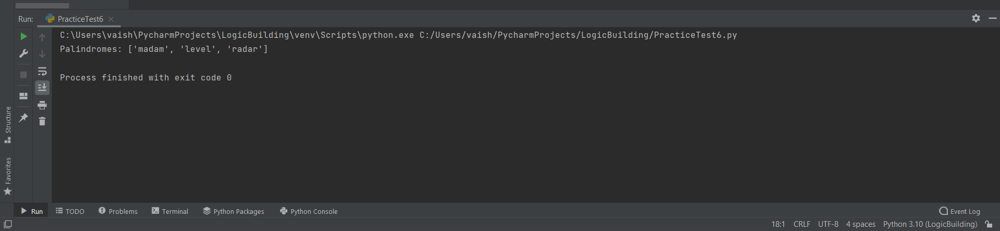 Run: PracticeTest6
C:\Users\vaish\PycharmProjects\LogicBuilding\venv\Scripts\python.exe C:/Users/vaish/PycharmProjects/LogicBuilding/PracticeTest6.py
Palindromes: ['madam', 'level', 'radar']
Process finished with exit code 0
Structure
Favorites
Run TODO Problems Terminal Python Packages Python Console Event Log
18:1 CRLF UTF-8 4 spaces Python 3.10 (LogicBuilding)